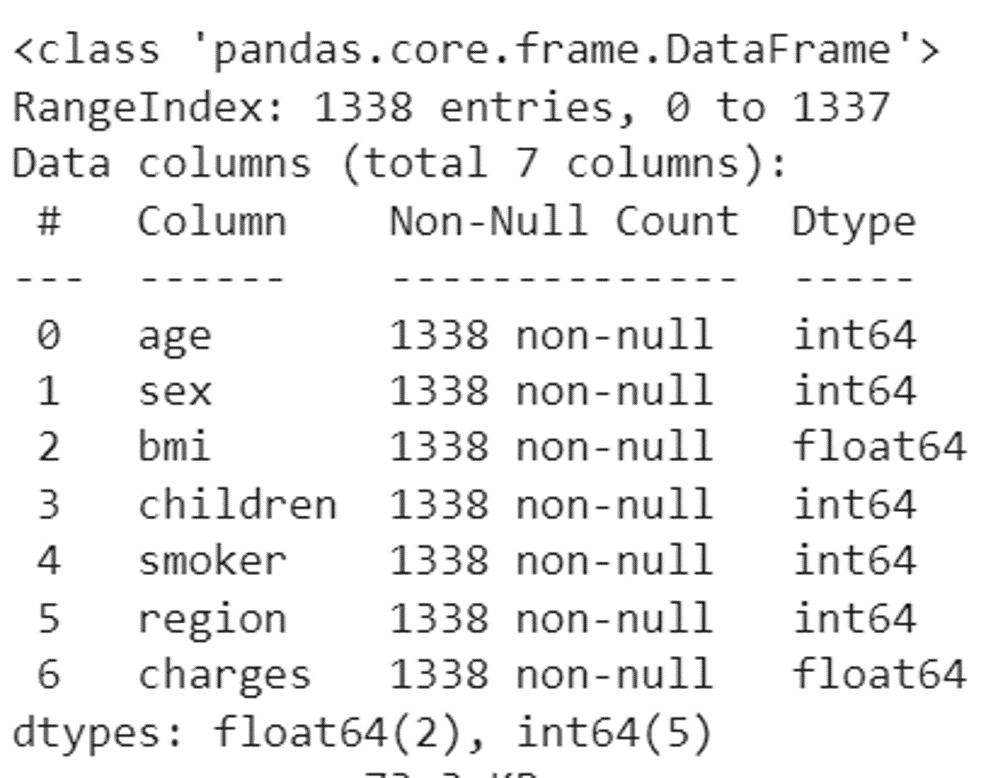 <class 'pandas.core.frame.DataFrame'>
RangeIndex: 1338 entries, 0 to 1337
Data columns (total 7 columns):
 #   Column    Non-Null Count  Dtype
---  ------    --------------  -----
 0   age       1338 non-null   int64
 1   sex       1338 non-null   int64
 2   bmi       1338 non-null   float64
 3   children  1338 non-null   int64
 4   smoker    1338 non-null   int64
 5   region    1338 non-null   int64
 6   charges   1338 non-null   float64
dtypes: float64(2), int64(5)